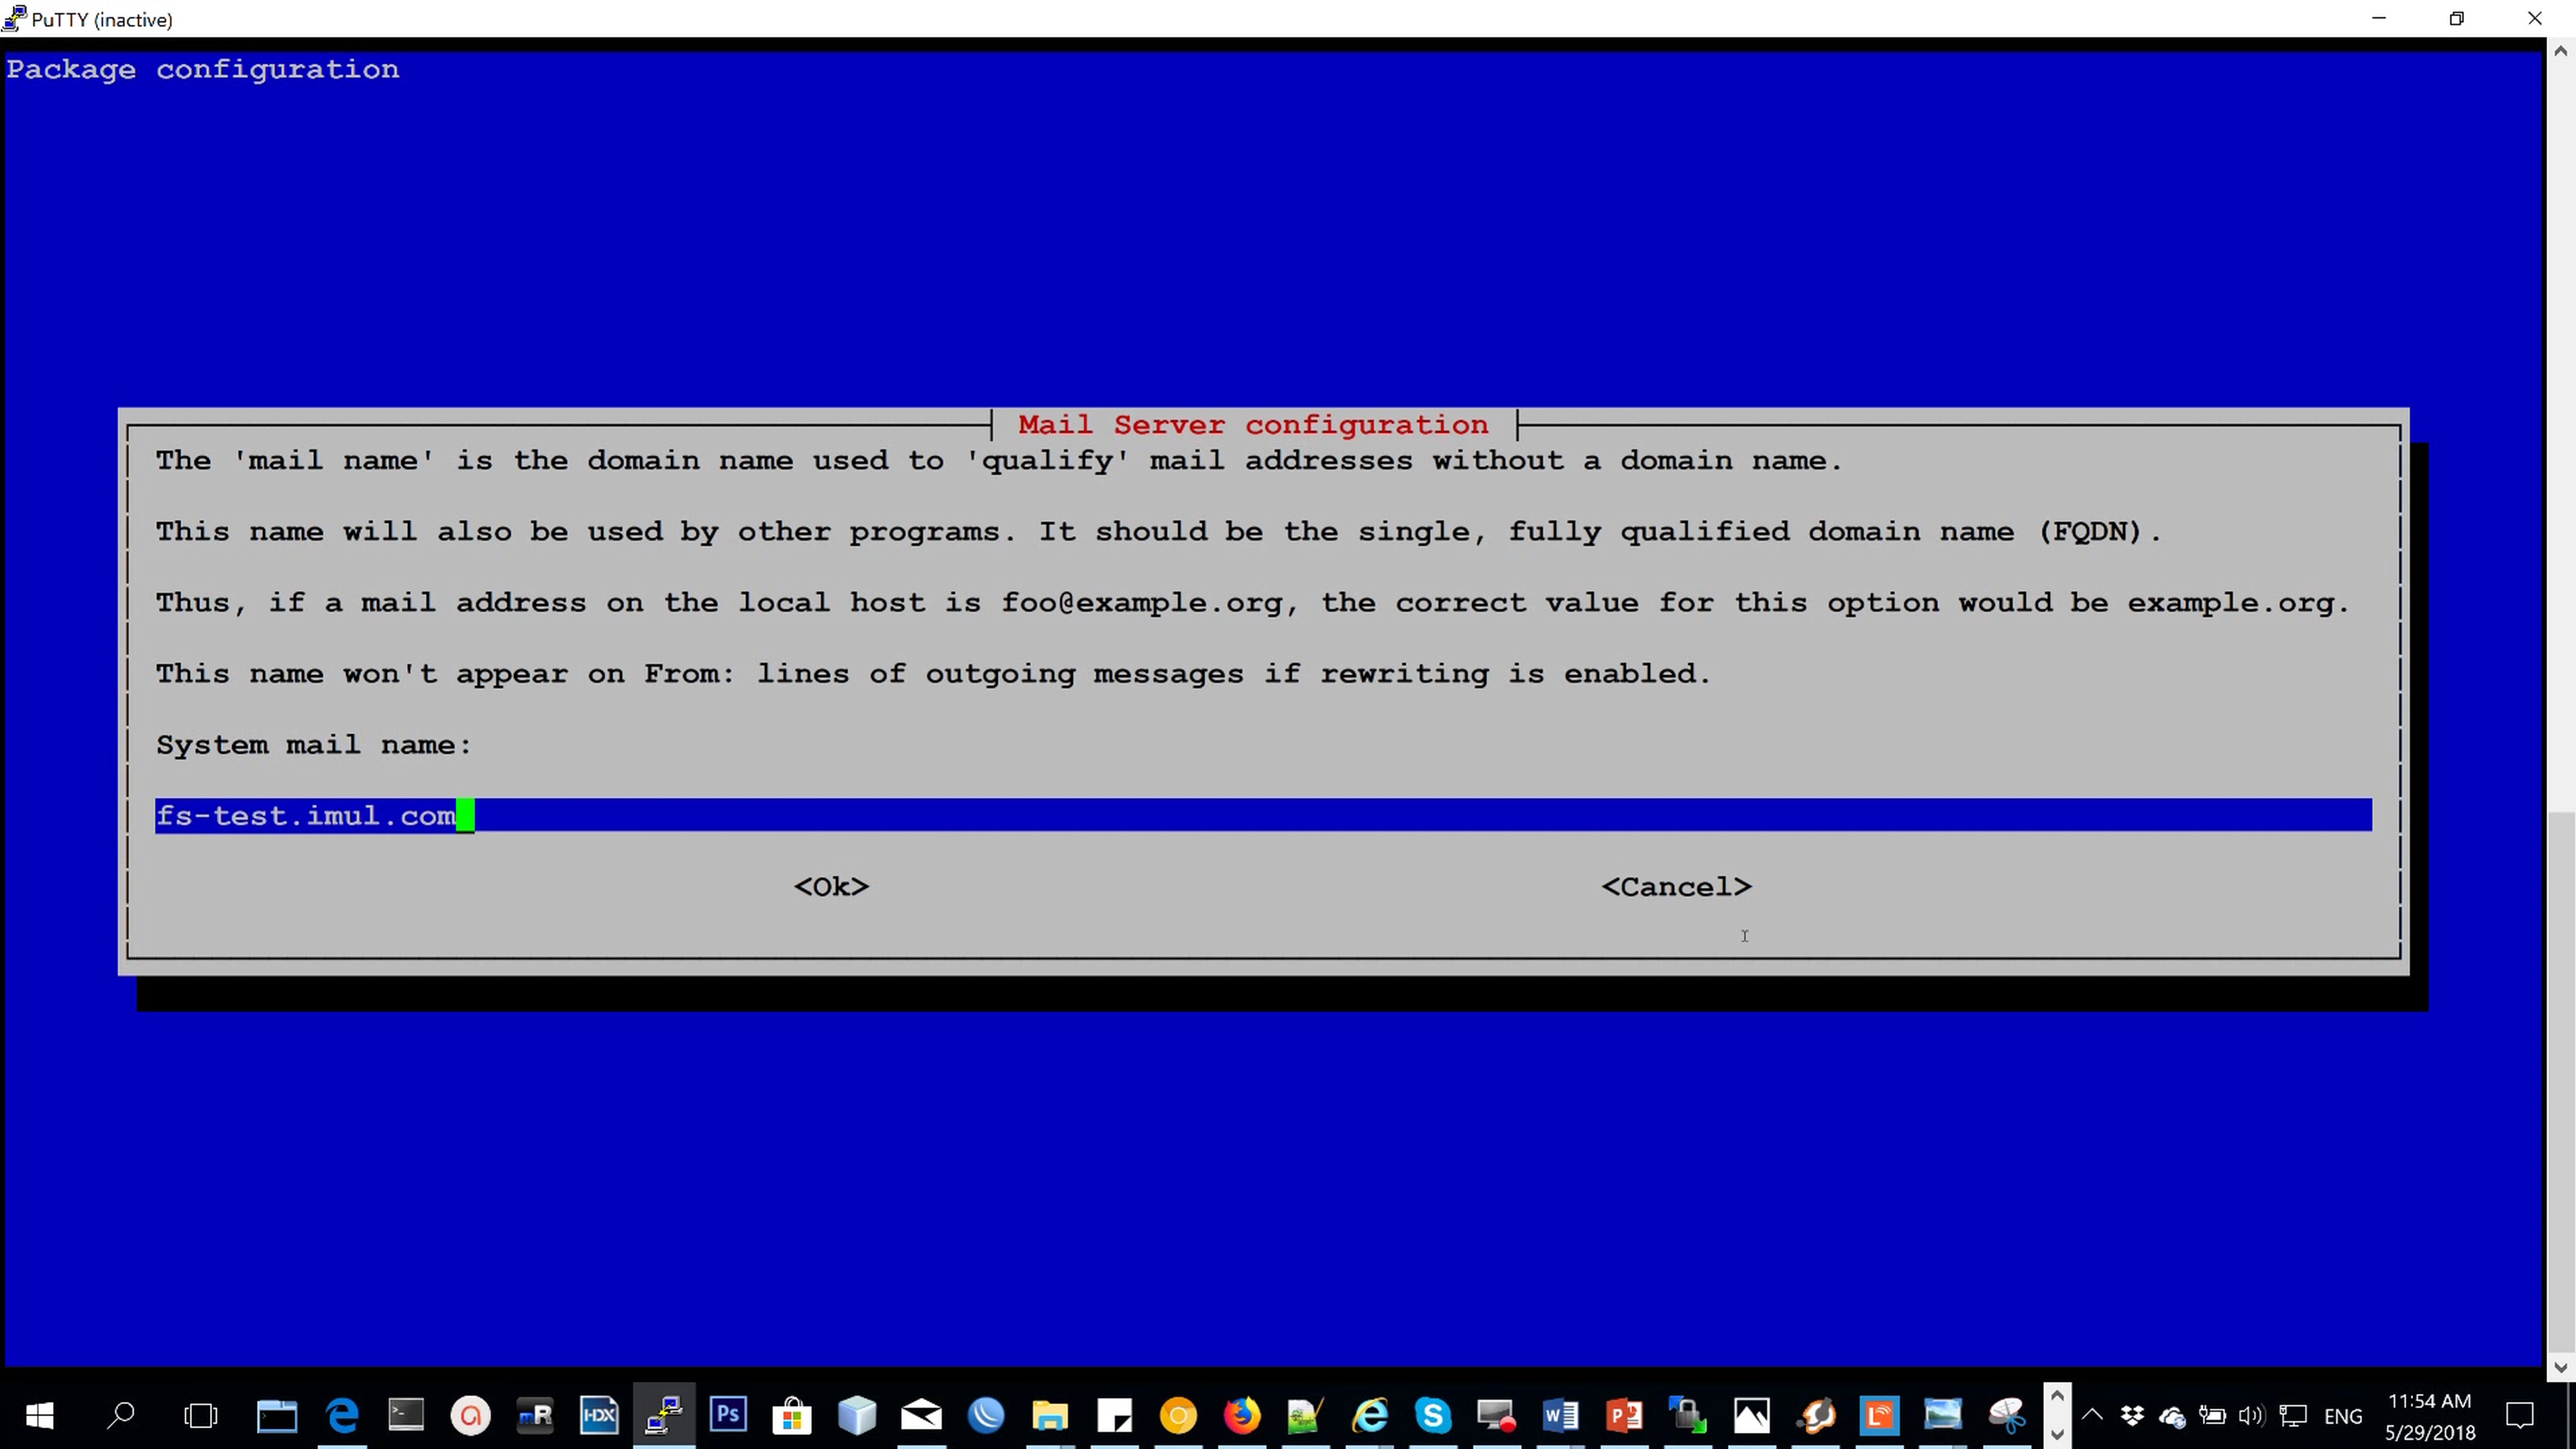 PuTTY (inactive)
Package configuration
Mail Server configuration
The 'mail name' is the domain name used to 'qualify' mail addresses without a domain name.
This name will also be used by other programs. It should be the single, fully qualified domain name (FQDN).
Thus, if a mail address on the local host is foo@example.org, the correct value for this option would be example.org.
This name won't appear on From: lines of outgoing messages if rewriting is enabled.
System mail name:
fs-test.imul.com
<Ok> <Cancel>
mR HDX Ps ENG
11:54 AM
5/29/2018